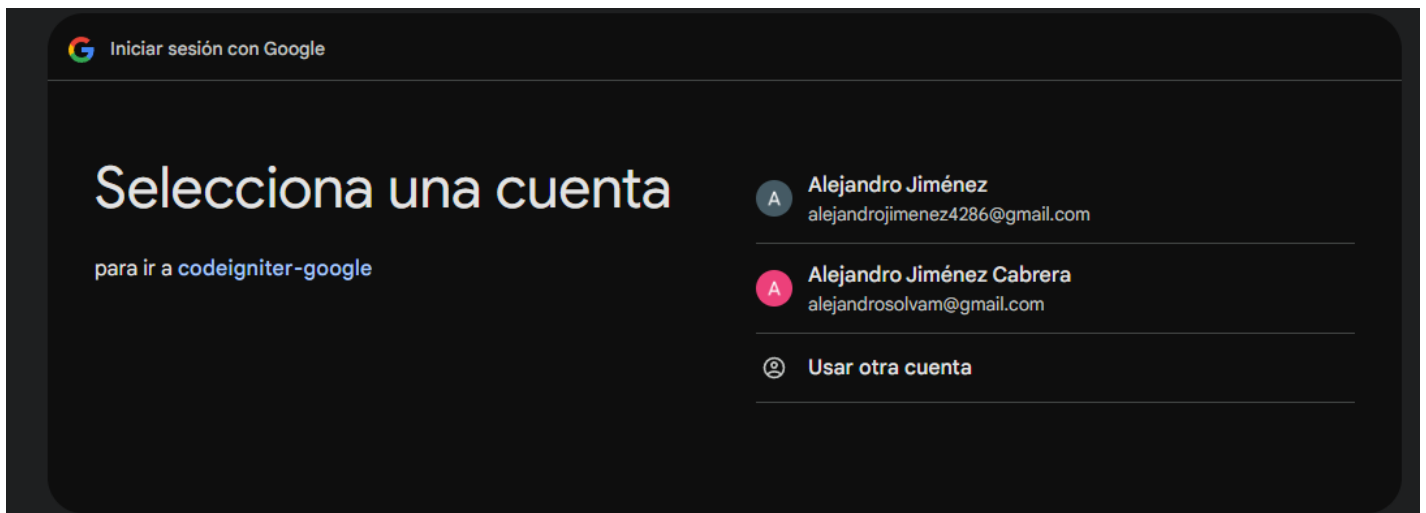 Iniciar sesión con Google
Selecciona una cuenta
para ir a codeigniter-google
A
Alejandro Jiménez
alejandrojimenez4286@gmail.com
A
Alejandro Jiménez Cabrera
alejandrosolvam@gmail.com
Usar otra cuenta